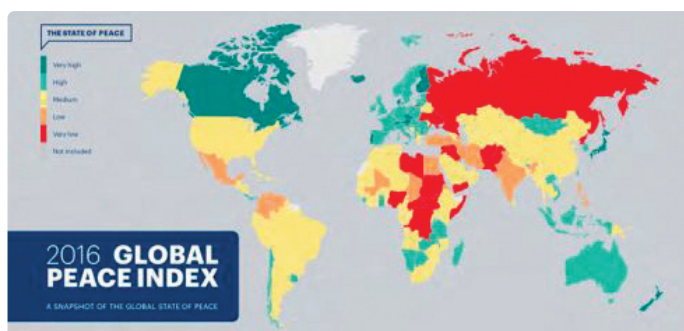 THE STATE OF PEACE
Very high
High
Medium
Low
Very low
Not included
2016 GLOBAL
PEACE INDEX
A SNAPSHOT OF THE GLOBAL STATE OF PEACE